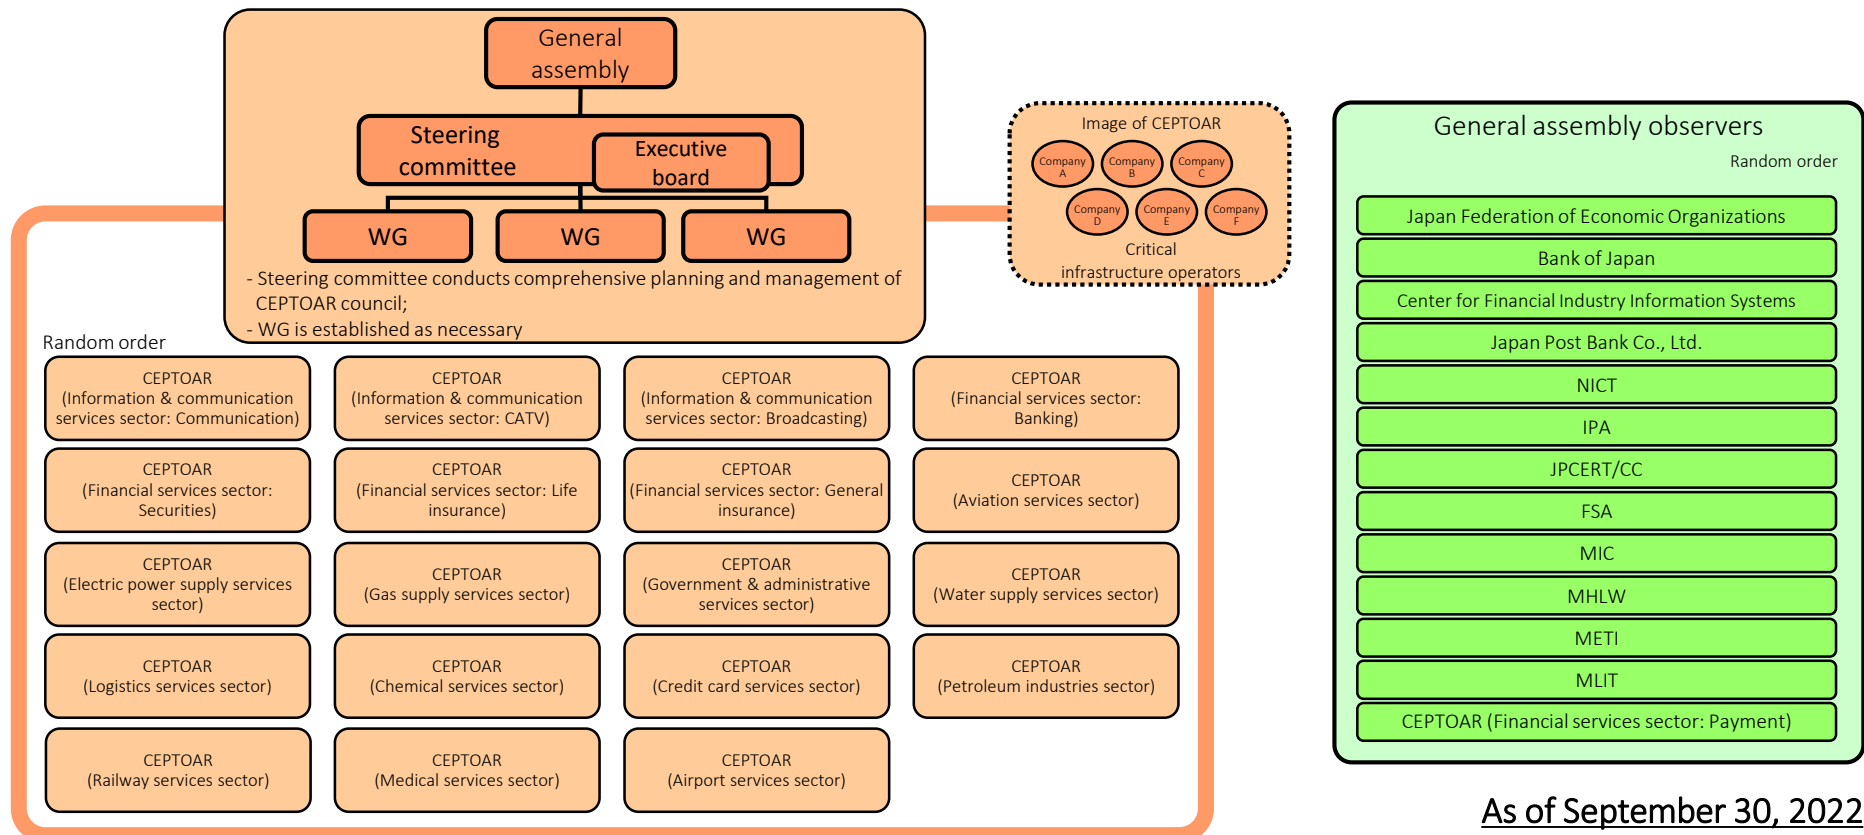 General
assembly
Steering
committee
Executive
board
WG
WG
WG
- Steering committee conducts comprehensive planning and management of
CEPTOAR council;
- WG is established as necessary
Image of CEPTOAR
Company
A
Company
B
Company
C
Company
D
Company
E
Company
F
Critical
infrastructure operators
Random order
CEPTOAR
(Information & communication
services sector: Communication)
CEPTOAR
(Information & communication
services sector: CATV)
CEPTOAR
(Information & communication
services sector: Broadcasting)
CEPTOAR
(Financial services sector:
Banking)
CEPTOAR
(Financial services sector:
Securities)
CEPTOAR
(Financial services sector: Life
insurance)
CEPTOAR
(Financial services sector: General
insurance)
CEPTOAR
(Aviation services sector)
CEPTOAR
(Electric power supply services
sector)
CEPTOAR
(Gas supply services sector)
CEPTOAR
(Government & administrative
services sector)
CEPTOAR
(Water supply services sector)
CEPTOAR
(Logistics services sector)
CEPTOAR
(Chemical services sector)
CEPTOAR
(Credit card services sector)
CEPTOAR
(Petroleum industries sector)
CEPTOAR
(Railway services sector)
CEPTOAR
(Medical services sector)
CEPTOAR
(Airport services sector)
General assembly observers
Random order
Japan Federation of Economic Organizations
Bank of Japan
Center for Financial Industry Information Systems
Japan Post Bank Co., Ltd.
NICT
IPA
JPCERT/CC
FSA
MIC
MHLW
METI
MLIT
CEPTOAR (Financial services sector: Payment)
As of September 30, 2022